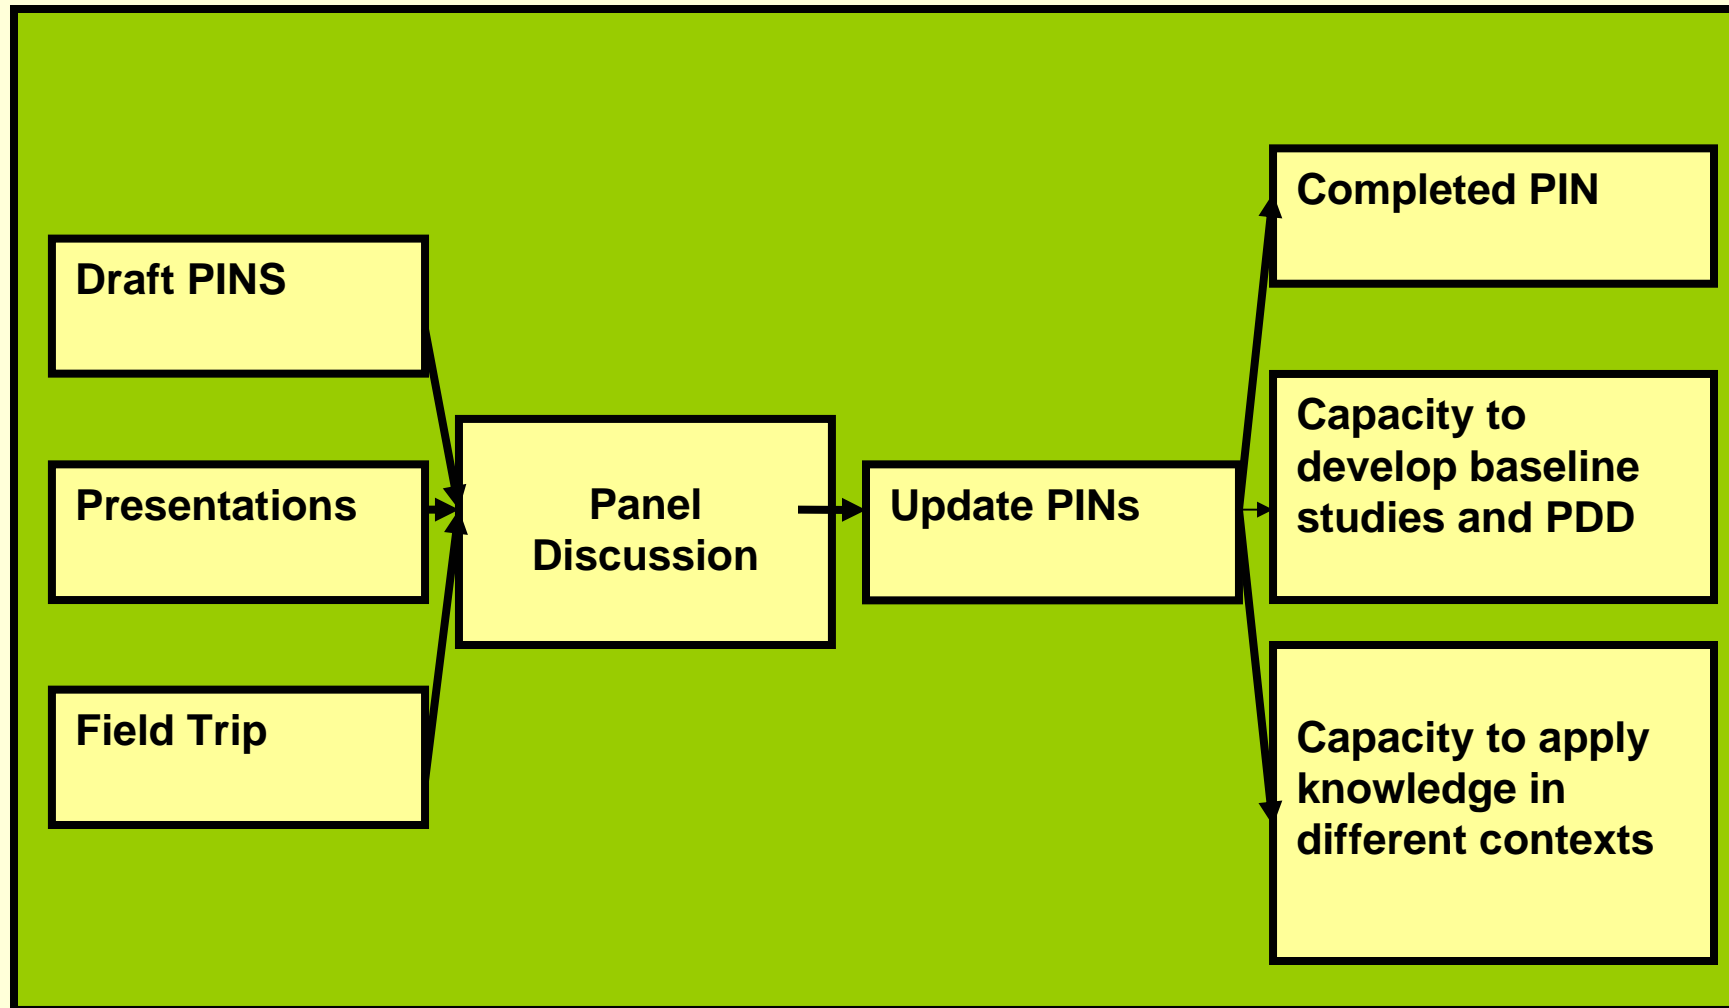 Draft PINS
Presentations
Field Trip
Panel
Discussion
Update PINs
Completed PIN
Capacity to
develop baseline
studies and PDD
Capacity to apply
knowledge in
different contexts